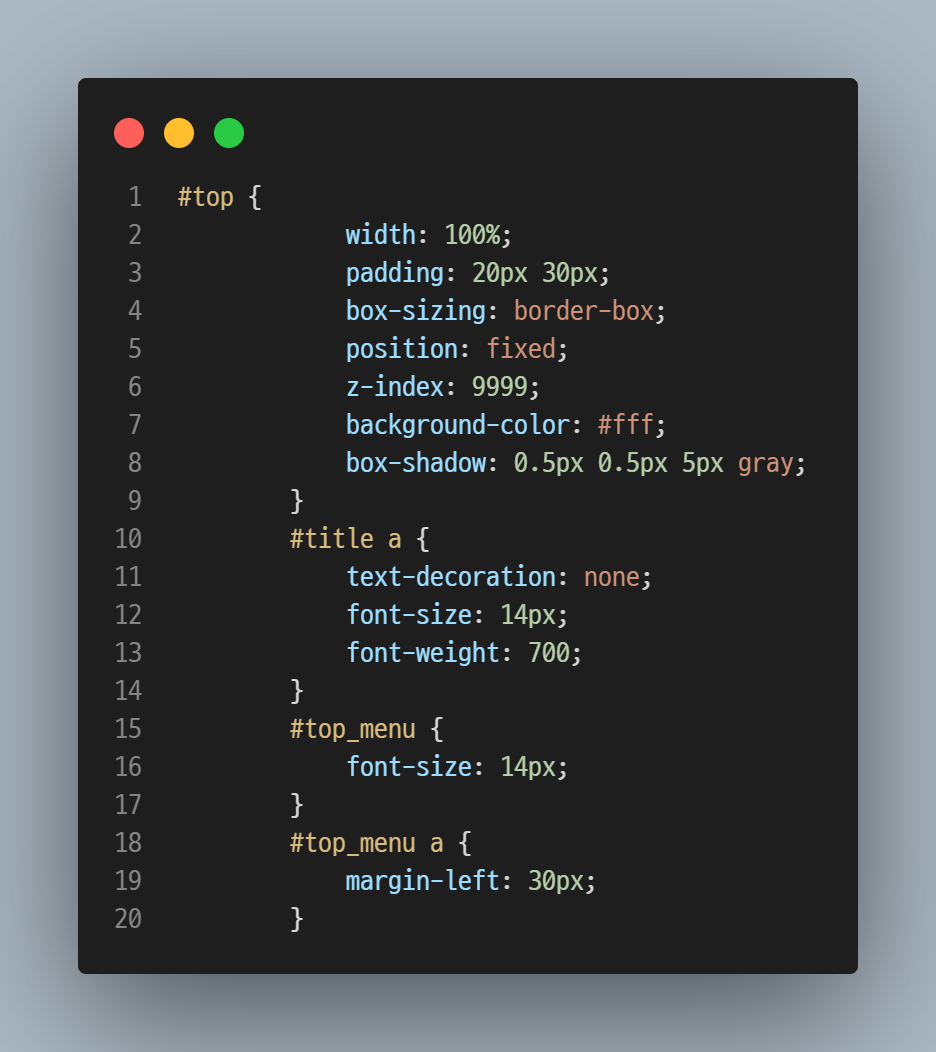 1 #top {
2 width: 100%;
3 padding: 20px 30px;
4 box-sizing: border-box;
5 position: fixed;
6 z-index: 9999;
7 background-color: #fff;
8 box-shadow: 0.5px 0.5px 5px gray;
9 }
10 #title a {
11 text-decoration: none;
12 font-size: 14px;
13 font-weight: 700;
14 }
15 #top_menu {
16 font-size: 14px;
17 }
18 #top_menu a {
19 margin-left: 30px;
20 }